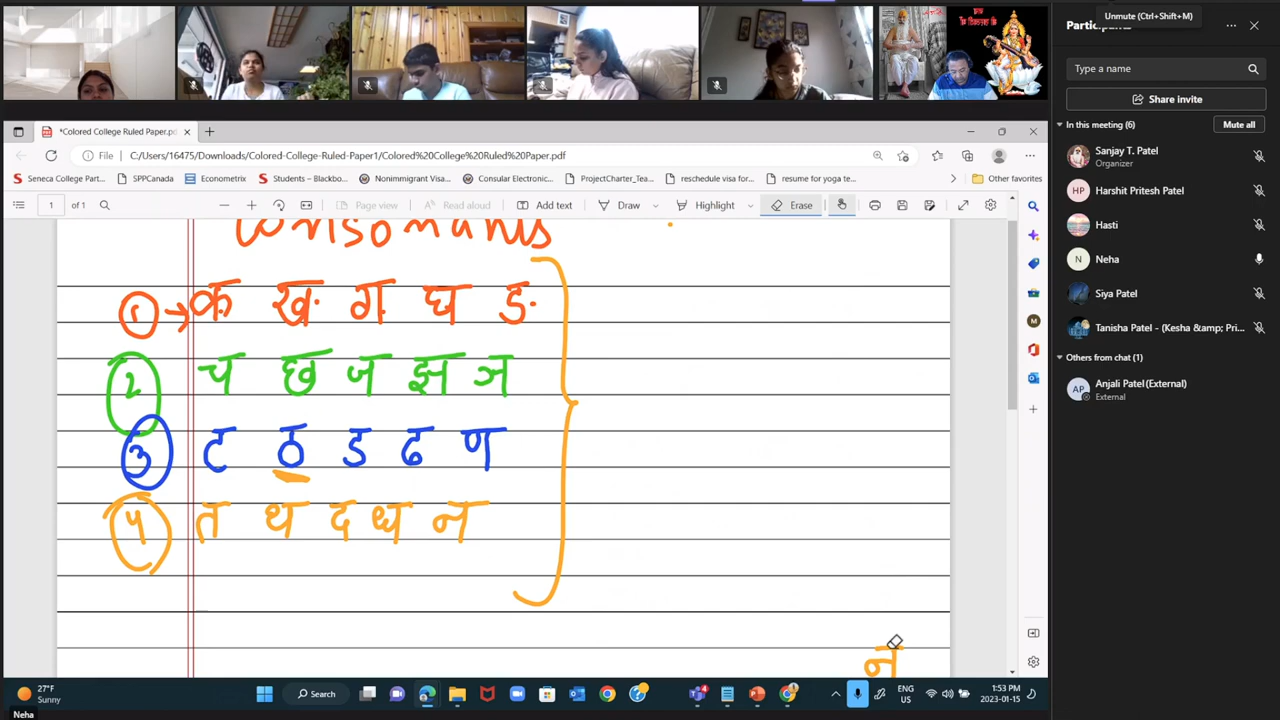 Unmute (Ctrl+Shift+M)
Type a name
Share invite
In this meeting (6)
Mute all
Sanjay T. Patel
Organizer
HP Harshit Pritesh Patel
Hasti
Neha
Siya Patel
Tanisha Patel - (Kesha &amp; Pri...
Others from chat (1)
AP Anjali Patel(External)
External
*Colored College Ruled Paper.pd
File C:/Users/16475/Downloads/Colored-College-Ruled-Paper1/Colored%20College%20Ruled%20Paper.pdf
Seneca College Part... SPPCanada Econometrix Students – Blackbo... Nonimmigrant Visa... Consular Electronic... ProjectCharter_Tea... reschedule visa for... resume for yoga te... Other favorites
1 of 1 Page view Read aloud Add text Draw Highlight Erase
Consonants
① → क ख ग घ ङ
2 च छ ज झ ञ
3 ट ठ ड ढ ण
४ त थ द ध न
न
27°F
Sunny
Search
ENG
US
1:53 PM
2023-01-15
Neha